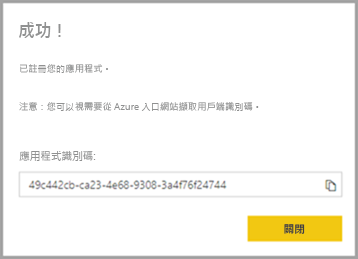 成功！
已註冊您的應用程式。
注意：您可以視需要從 Azure 入口網站擷取用戶端識別碼。
應用程式識別碼:
49c442cb-ca23-4e68-9308-3a4f76f24744
關閉